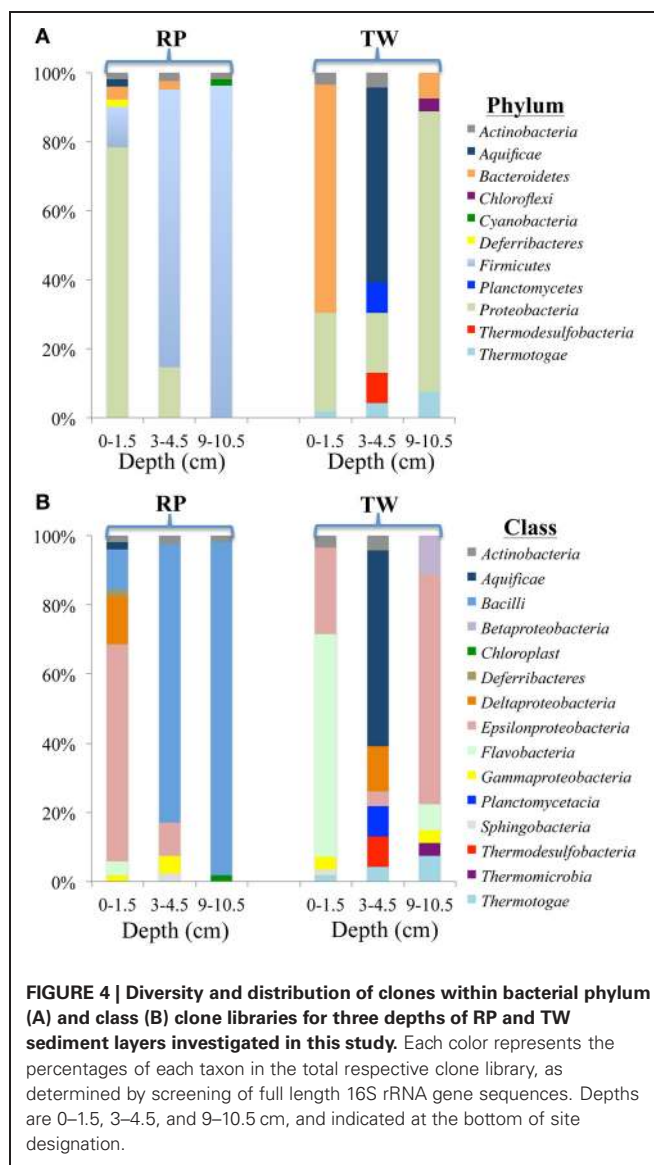 A
RP
TW
100%
80%
60%
40%
20%
0%
0-1.5 3-4.5 9-10.5
Depth (cm)
0-1.5 3-4.5 9-10.5
Depth (cm)
Phylum
Actinobacteria
Aquificae
Bacteroidetes
Chloroflexi
Cyanobacteria
Deferribacteres
Firmicutes
Planctomycetes
Proteobacteria
Thermodesulfobacteria
Thermotogae
B
RP
TW
100%
80%
60%
40%
20%
0%
0-1.5 3-4.5 9-10.5
Depth (cm)
0-1.5 3-4.5 9-10.5
Depth (cm)
Class
Actinobacteria
Aquificae
Bacilli
Betaproteobacteria
Chloroplast
Deferribacteres
Deltaproteobacteria
Epsilonproteobacteria
Flavobacteria
Gammaproteobacteria
Planctomycetacia
Sphingobacteria
Thermodesulfobacteria
Thermomicrobia
Thermotogae
FIGURE 4 | Diversity and distribution of clones within bacterial phylum
(A) and class (B) clone libraries for three depths of RP and TW
sediment layers investigated in this study. Each color represents the
percentages of each taxon in the total respective clone library, as
determined by screening of full length 16S rRNA gene sequences. Depths
are 0–1.5, 3–4.5, and 9–10.5 cm, and indicated at the bottom of site
designation.